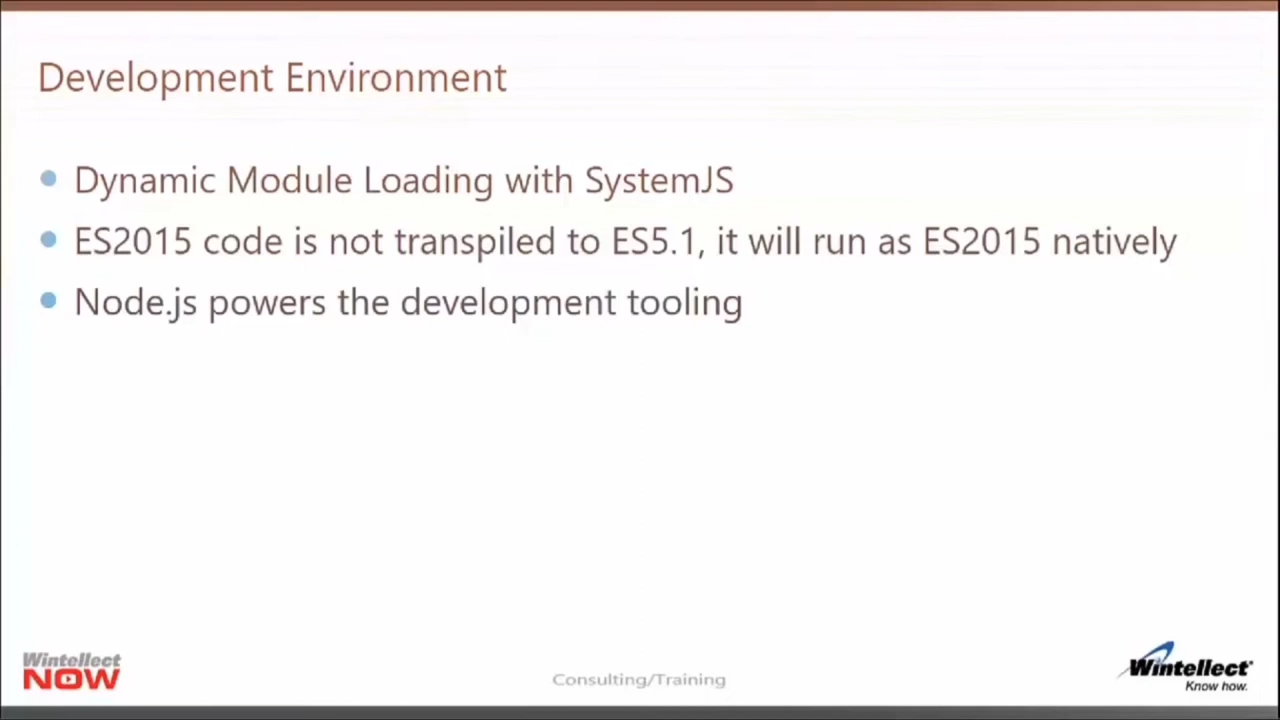 Development Environment
Dynamic Module Loading with SystemJS
ES2015 code is not transpiled to ES5.1, it will run as ES2015 natively
Node.js powers the development tooling
Wintellect
NOW
Consulting/Training
Wintellect
Know how.